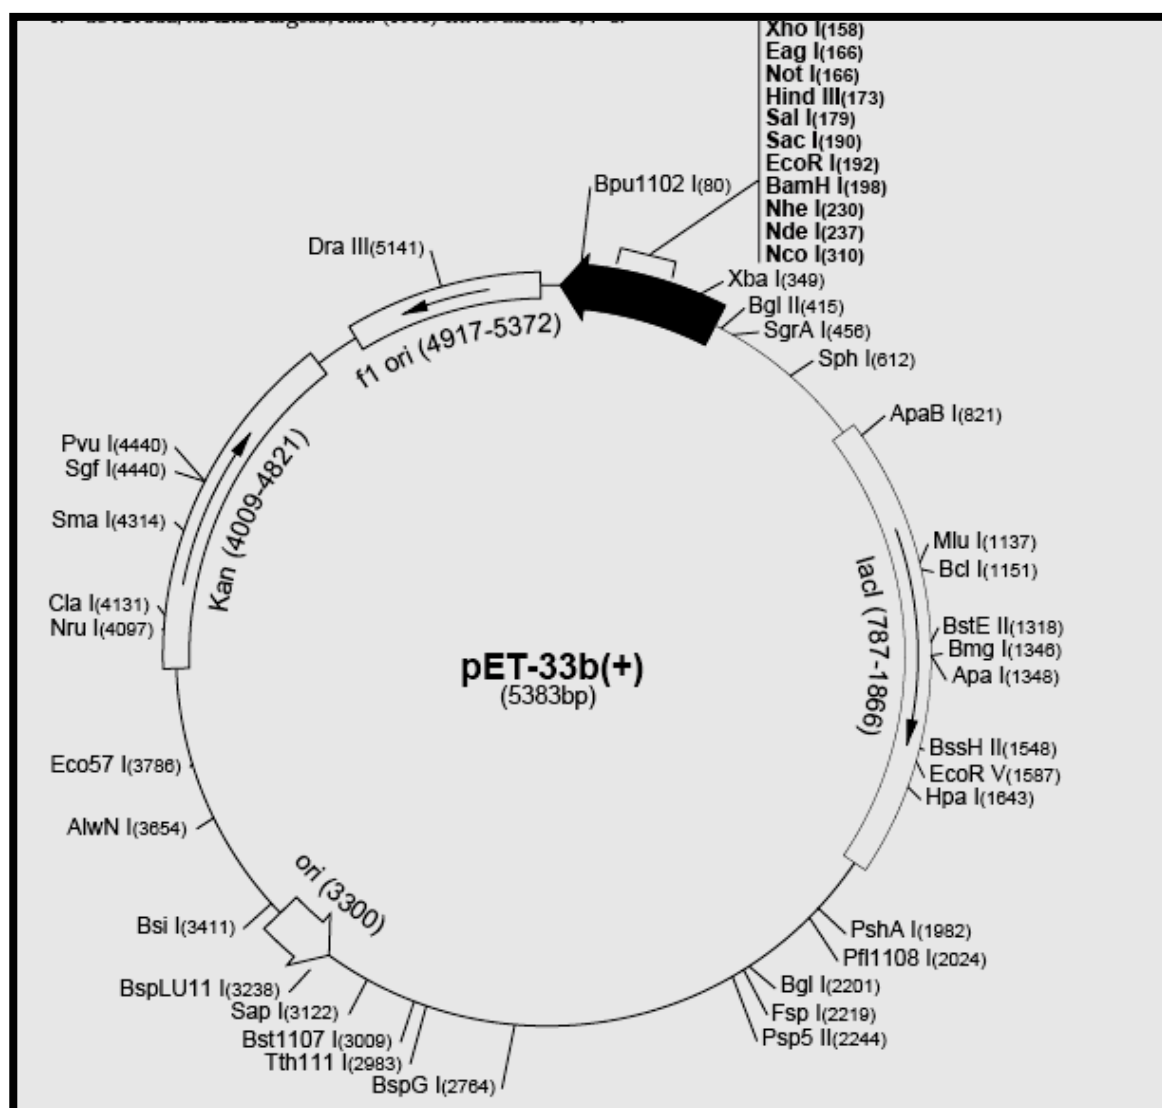 Xho I(158)
Eag I(166)
Not I(166)
Hind III(173)
Sal I(179)
Sac I(190)
EcoR I(192)
BamH I(198)
Nhe I(230)
Nde I(237)
Nco I(310)
Bpu1102 I(80)
Dra III(5141)
Xba I(349)
Bgl II(415)
SgrA I(456)
Sph I(612)
f1 ori (4917-5372)
ApaB I(821)
Pvu I(4440)
Sgf I(4440)
Sma I(4314)
Kan (4009-4821)
Mlu I(1137)
Bcl I(1151)
Cla I(4131)
Nru I(4097)
lacI (787-1866)
BstE II(1318)
Bmg I(1346)
Apa I(1348)
pET-33b(+)
(5383bp)
BssH II(1548)
EcoR V(1587)
Hpa I(1643)
Eco57 I(3786)
AlwN I(3654)
ori (3300)
Bsi I(3411)
PshA I(1982)
Pfl1108 I(2024)
BspLU11 I(3238)
Sap I(3122)
Bst1107 I(3009)
Tth111 I(2983)
BspG I(2764)
Bgl I(2201)
Fsp I(2219)
Psp5 II(2244)